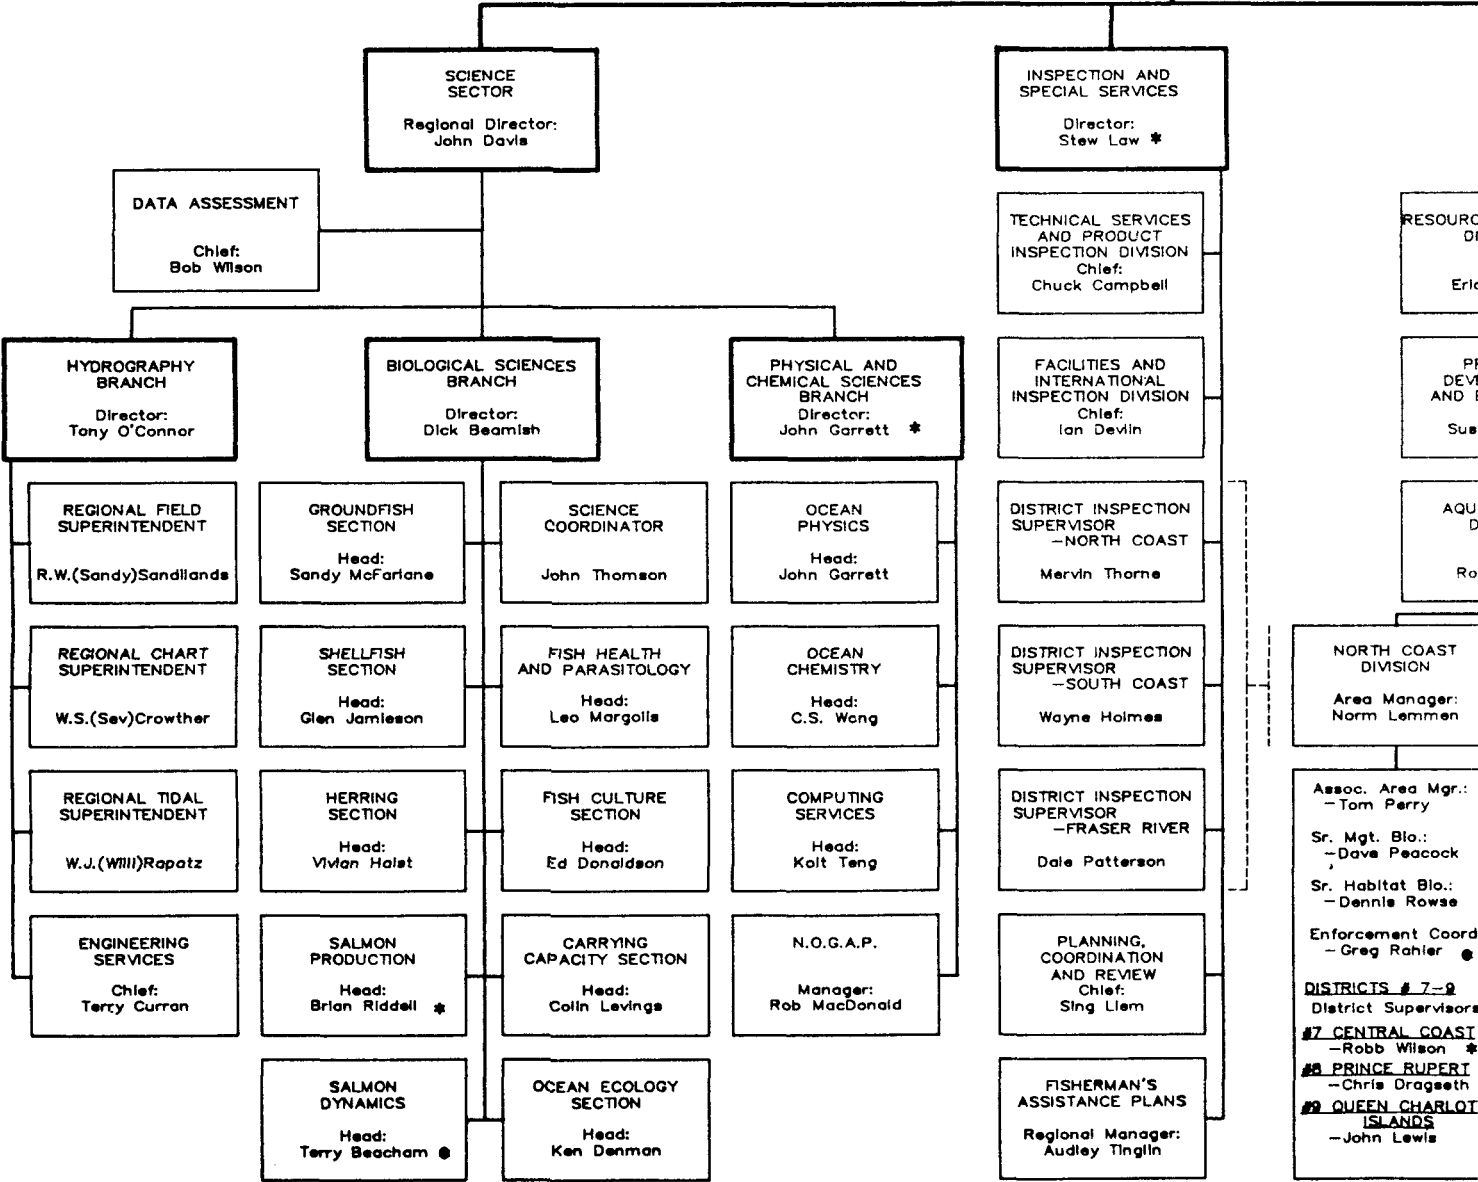 SCIENCE
SECTOR
Regional Director:
John Davis
INSPECTION AND
SPECIAL SERVICES
Director:
Stew Law *
DATA ASSESSMENT
Chief:
Bob Wilson
TECHNICAL SERVICES
AND PRODUCT
INSPECTION DIVISION
Chief:
Chuck Campbell
HYDROGRAPHY
BRANCH
Director:
Tony O'Connor
BIOLOGICAL SCIENCES
BRANCH
Director:
Dick Beamish
PHYSICAL AND
CHEMICAL SCIENCES
BRANCH
Director:
John Garrett *
FACILITIES AND
INTERNATIONAL
INSPECTION DIVISION
Chief:
Ian Devlin
REGIONAL FIELD
SUPERINTENDENT
R.W.(Sandy)Sandilands
GROUNDFISH
SECTION
Head:
Sandy McFarlane
SCIENCE
COORDINATOR
John Thomson
OCEAN
PHYSICS
Head:
John Garrett
DISTRICT INSPECTION
SUPERVISOR
-NORTH COAST
Mervin Thorne
REGIONAL CHART
SUPERINTENDENT
W.S.(Sev)Crowther
SHELLFISH
SECTION
Head:
Glen Jamieson
FISH HEALTH
AND PARASITOLOGY
Head:
Leo Margolis
OCEAN
CHEMISTRY
Head:
C.S. Wong
DISTRICT INSPECTION
SUPERVISOR
-SOUTH COAST
Wayne Holmes
NORTH COAST
DIVISION
Area Manager:
Norm Lemmen
REGIONAL TIDAL
SUPERINTENDENT
W.J.(Willi)Rapatz
HERRING
SECTION
Head:
Vivian Haist
FISH CULTURE
SECTION
Head:
Ed Donaldson
COMPUTING
SERVICES
Head:
Kolt Teng
DISTRICT INSPECTION
SUPERVISOR
-FRASER RIVER
Dale Patterson
Assoc. Area Mgr.:
-Tom Perry
Sr. Mgt. Bio.:
-Dave Peacock
Sr. Habitat Bio.:
-Dennis Rowse
Enforcement Coord
-Greg Rahier ●
DISTRICTS # 7-9
District Supervisors
#7 CENTRAL COAST
-Robb Wilson *
#8 PRINCE RUPERT
-Chris Dragseth
#9 QUEEN CHARLOT
ISLANDS
-John Lewis
ENGINEERING
SERVICES
Chief:
Terry Curran
SALMON
PRODUCTION
Head:
Brian Riddell *
CARRYING
CAPACITY SECTION
Head:
Colin Levings
N.O.G.A.P.
Manager:
Rob MacDonald
PLANNING,
COORDINATION
AND REVIEW
Chief:
Sing Liem
SALMON
DYNAMICS
Head:
Terry Beacham ●
OCEAN ECOLOGY
SECTION
Head:
Ken Denman
FISHERMAN'S
ASSISTANCE PLANS
Regional Manager:
Audley Tinglin